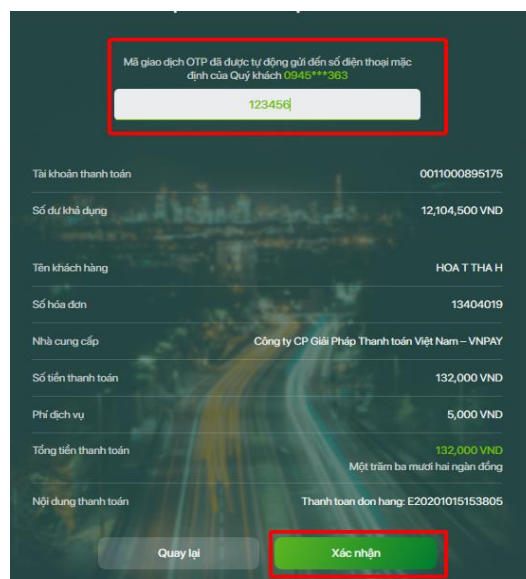 Mã giao dịch OTP đã được tự động gửi đến số điện thoại mặc
định của Quý khách 0945***363
123456
Tài khoản thanh toán 0011000895175
Số dư khả dụng 12,104,500 VND
Tên khách hàng HOA T THA H
Số hóa đơn 13404019
Nhà cung cấp Công ty CP Giải Pháp Thanh toán Việt Nam – VNPAY
Số tiền thanh toán 132,000 VND
Phí dịch vụ 5,000 VND
Tổng tiền thanh toán 132,000 VND
Một trăm ba mươi hai ngàn đồng
Nội dung thanh toán Thanh toan don hang: E20201015153805
Quay lại Xác nhận